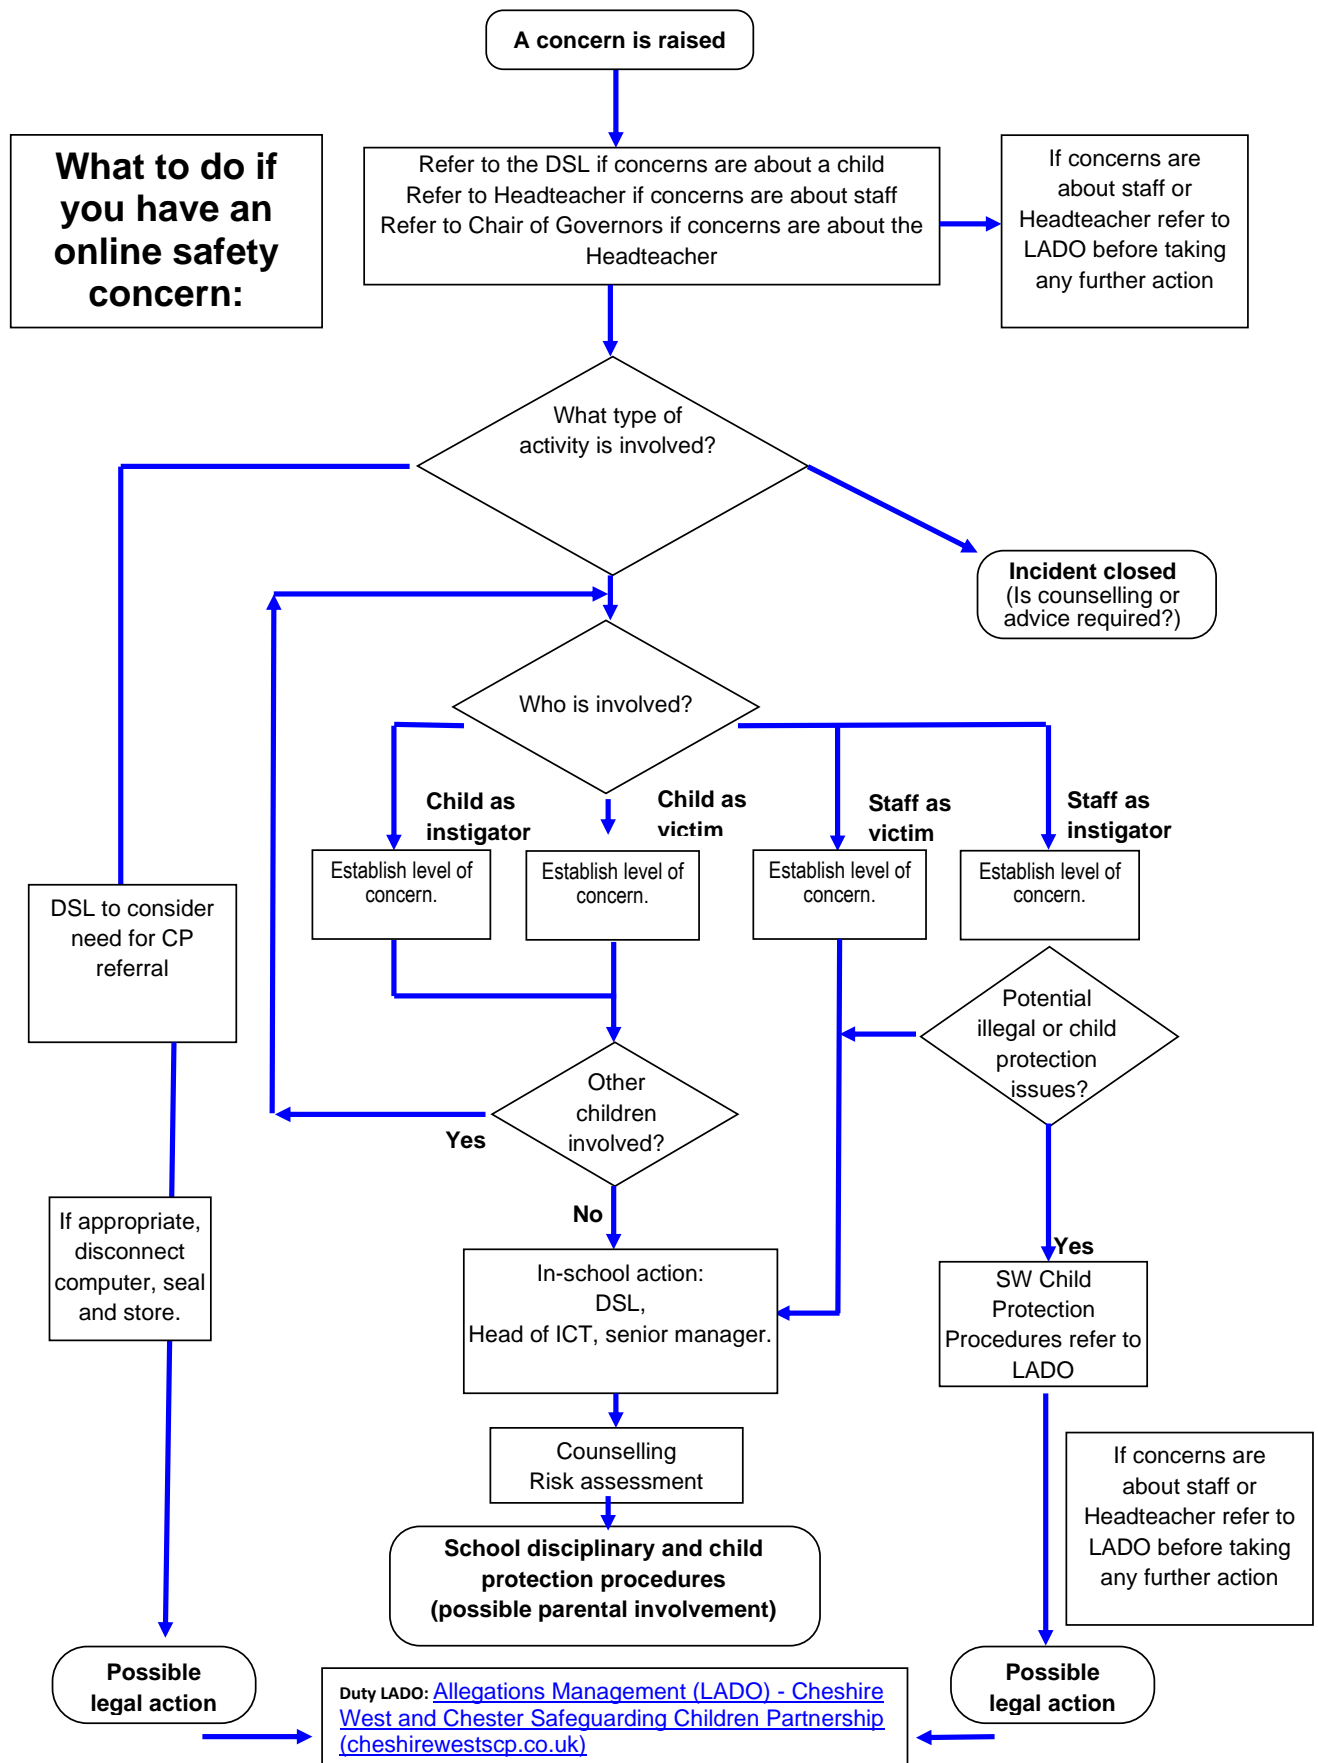 A concern is raised
What to do if
you have an
online safety
concern:
Refer to the DSL if concerns are about a child
Refer to Headteacher if concerns are about staff
Refer to Chair of Governors if concerns are about the
Headteacher
If concerns are
about staff or
Headteacher refer to
LADO before taking
any further action
What type of
activity is involved?
Incident closed
(Is counselling or
advice required?)
Who is involved?
Child as
instigator
Child as
victim
Staff as
victim
Staff as
instigator
Establish level of
concern.
Establish level of
concern.
Establish level of
concern.
Establish level of
concern.
DSL to consider
need for CP
referral
Potential
illegal or child
protection
issues?
Other
children
involved?
Yes
No
If appropriate,
disconnect
computer, seal
and store.
In-school action:
DSL,
Head of ICT, senior manager.
Yes
SW Child
Protection
Procedures refer to
LADO
Counselling
Risk assessment
If concerns are
about staff or
Headteacher refer to
LADO before taking
any further action
School disciplinary and child
protection procedures
(possible parental involvement)
Possible
legal action
Duty LADO: Allegations Management (LADO) - Cheshire
West and Chester Safeguarding Children Partnership
(cheshirewestscp.co.uk)
Possible
legal action